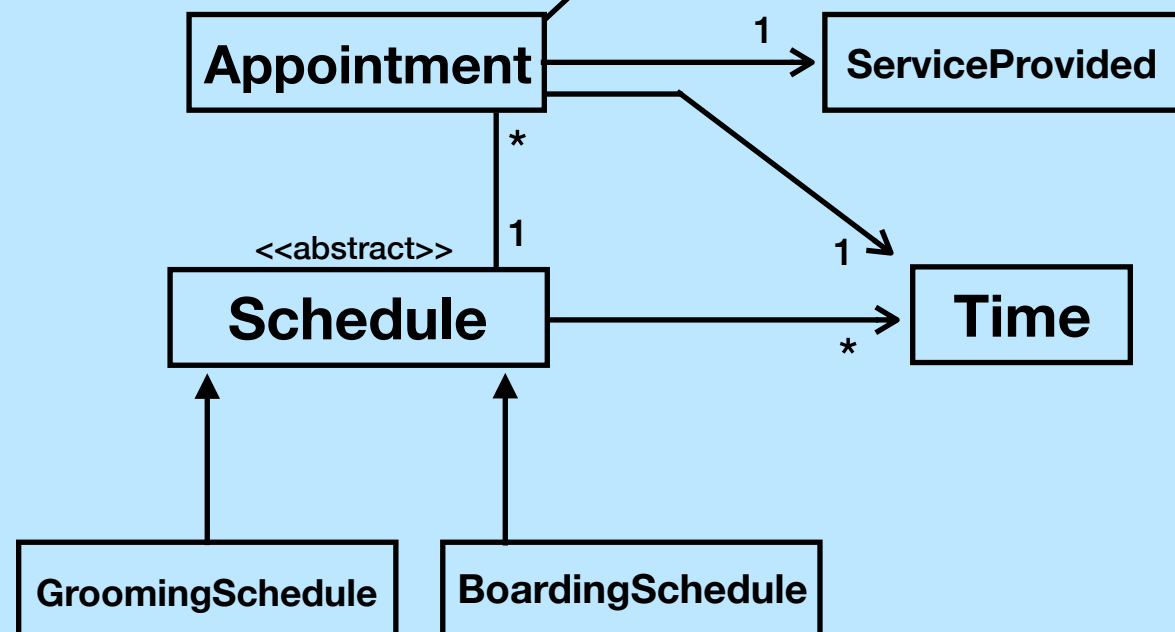 1
Appointment
ServiceProvided
*
1
1
<<abstract>>
Schedule
Time
*
GroomingSchedule
BoardingSchedule